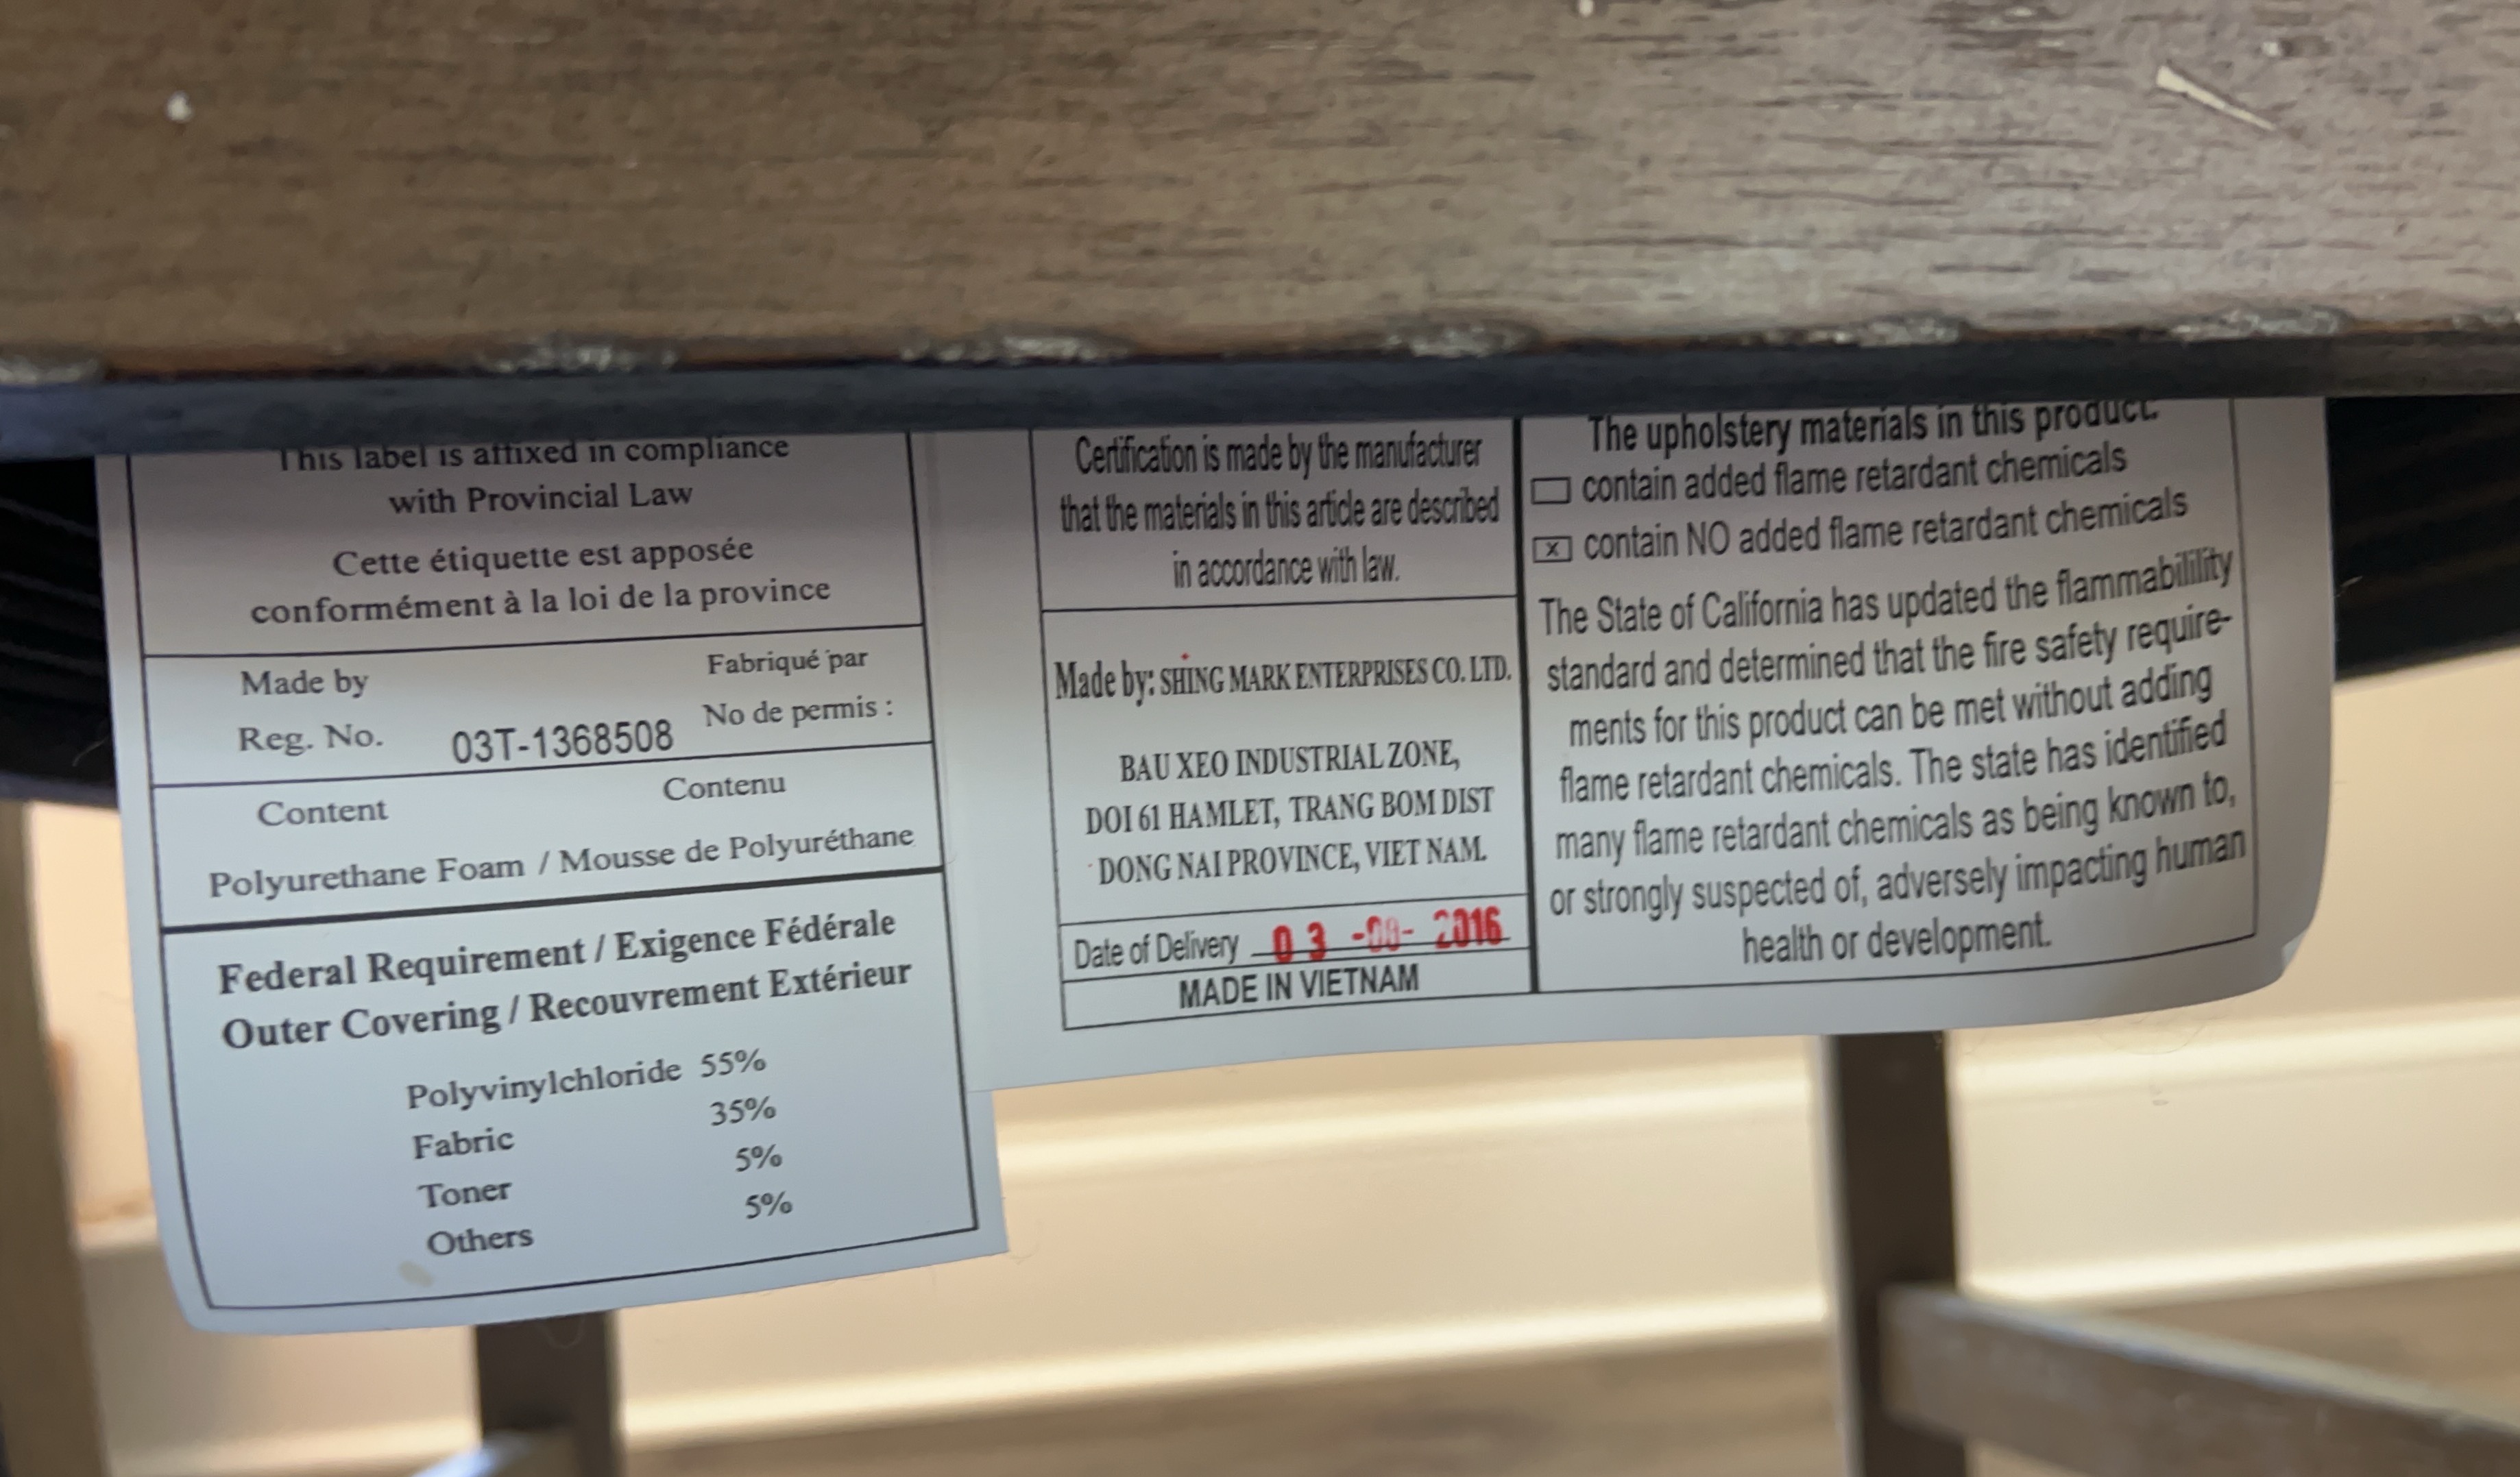 This label is affixed in compliance
with Provincial Law
Cette étiquette est apposée
conformément à la loi de la province
Made by Fabriqué par
Reg. No. 03T-1368508 No de permis :
Content Contenu
Polyurethane Foam / Mousse de Polyuréthane
Federal Requirement / Exigence Fédérale
Outer Covering / Recouvrement Extérieur
Polyvinylchloride 55%
Fabric 35%
Toner 5%
Others 5%
Certification is made by the manufacturer
that the materials in this article are described
in accordance with law.
Made by: SHING MARK ENTERPRISES CO. LTD.
BAU XEO INDUSTRIAL ZONE,
DOI 61 HAMLET, TRANG BOM DIST
DONG NAI PROVINCE, VIET NAM.
Date of Delivery 03 - - 2016
MADE IN VIETNAM
The upholstery materials in this product:
contain added flame retardant chemicals
x contain NO added flame retardant chemicals
The State of California has updated the flammabilility
standard and determined that the fire safety require-
ments for this product can be met without adding
flame retardant chemicals. The state has identified
many flame retardant chemicals as being known to,
or strongly suspected of, adversely impacting human
health or development.